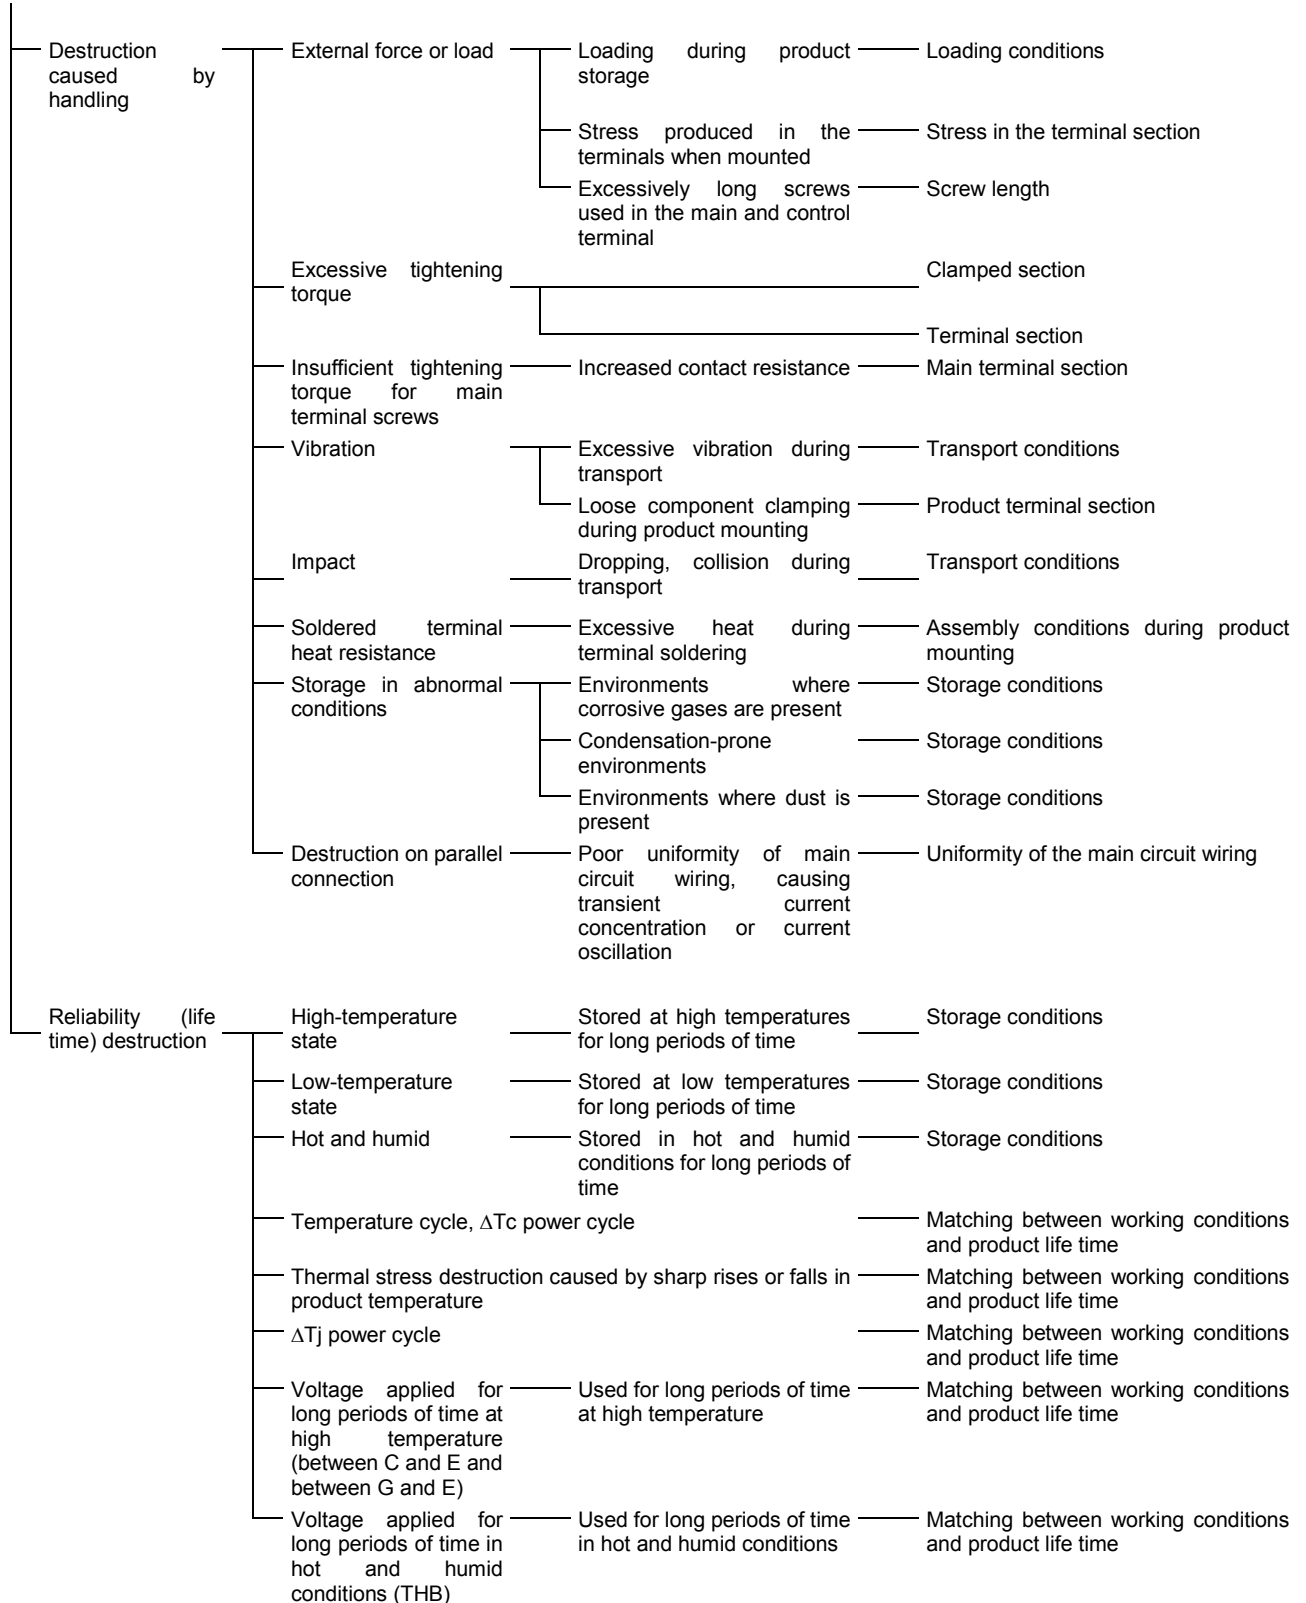 Destruction caused by handling
External force or load
Loading during product storage
Loading conditions
Stress produced in the terminals when mounted
Stress in the terminal section
Excessively long screws used in the main and control terminal
Screw length
Excessive tightening torque
Clamped section
Terminal section
Insufficient tightening torque for main terminal screws
Increased contact resistance
Main terminal section
Vibration
Excessive vibration during transport
Transport conditions
Loose component clamping during product mounting
Product terminal section
Impact
Dropping, collision during transport
Transport conditions
Soldered terminal heat resistance
Excessive heat during terminal soldering
Assembly conditions during product mounting
Storage in abnormal conditions
Environments where corrosive gases are present
Storage conditions
Condensation-prone environments
Storage conditions
Environments where dust is present
Storage conditions
Destruction on parallel connection
Poor uniformity of main circuit wiring, causing transient current concentration or current oscillation
Uniformity of the main circuit wiring
Reliability (life time) destruction
High-temperature state
Stored at high temperatures for long periods of time
Storage conditions
Low-temperature state
Stored at low temperatures for long periods of time
Storage conditions
Hot and humid
Stored in hot and humid conditions for long periods of time
Storage conditions
Temperature cycle, ΔTc power cycle
Matching between working conditions and product life time
Thermal stress destruction caused by sharp rises or falls in product temperature
Matching between working conditions and product life time
ΔTj power cycle
Matching between working conditions and product life time
Voltage applied for long periods of time at high temperature (between C and E and between G and E)
Used for long periods of time at high temperature
Matching between working conditions and product life time
Voltage applied for long periods of time in hot and humid conditions (THB)
Used for long periods of time in hot and humid conditions
Matching between working conditions and product life time